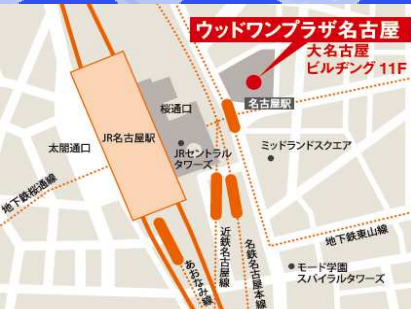 ウッドワンプラザ名古屋
大名古屋
ビルヂング 11F
名古屋駅
桜通口
JR名古屋駅
太閤通口
JRセントラル
タワーズ
ミッドランドスクエア
地下鉄桜通線
地下鉄東山線
近鉄名古屋線
名鉄名古屋本線
あおなみ線
モード学園
スパイラルタワーズ